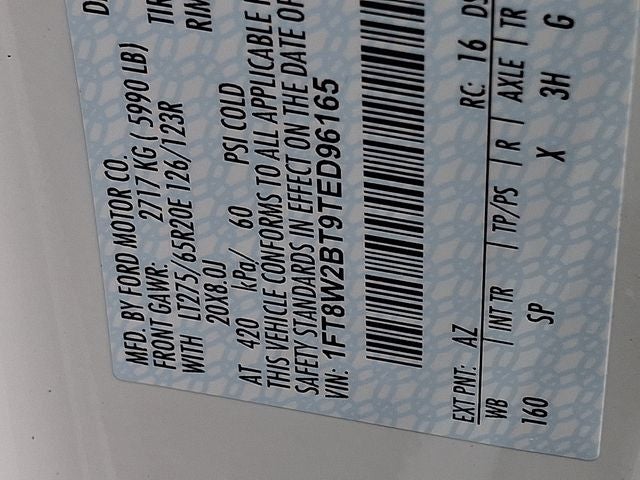 MFD. BY FORD MOTOR CO.
FRONT GAWR: 2717 KG ( 5990 LB)
WITH LT275/65R20E 126/123R
20X8.0J
AT 420 kPa/ 60 PSI COLD
THIS VEHICLE CONFORMS TO ALL APPLICABLE
SAFETY STANDARDS IN EFFECT ON THE DATE OF
VIN: 1FT8W2BT9TED96165
EXT PNT: AZ RC: 16
WB | INT TR | TP/PS | R | AXLE | TR
160 SP X 3H G